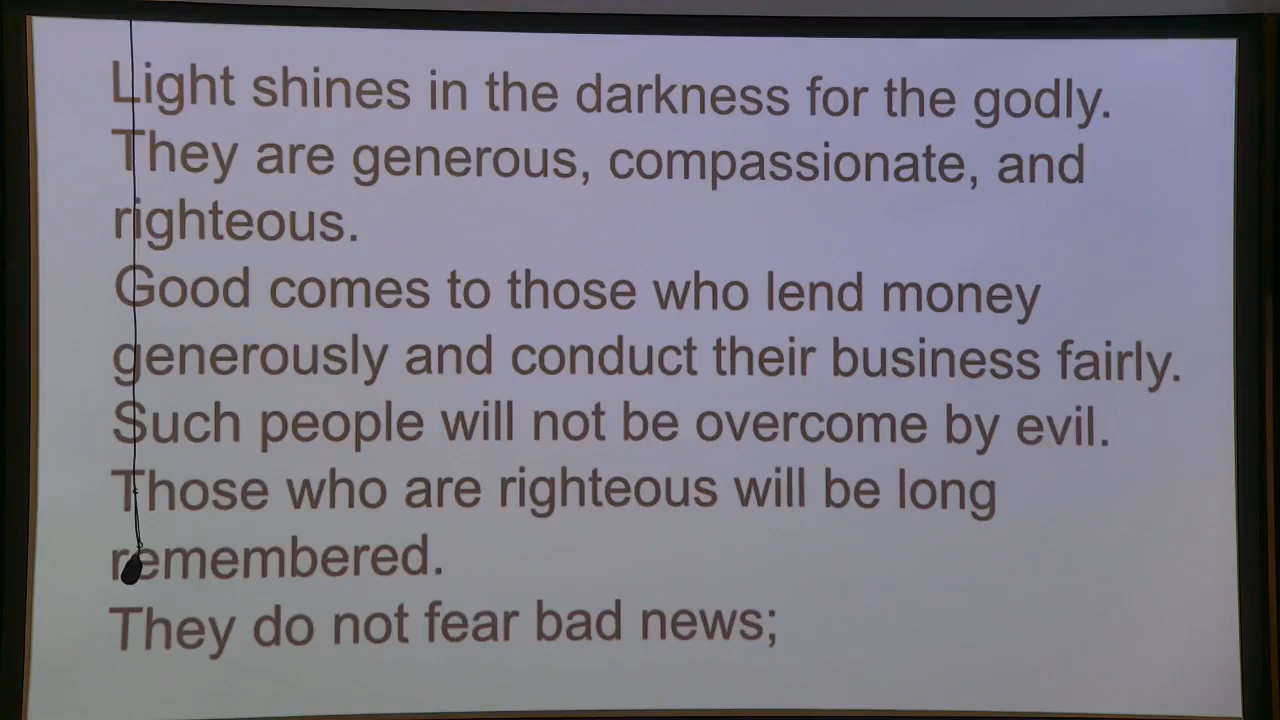 Light shines in the darkness for the godly.
They are generous, compassionate, and
righteous.
Good comes to those who lend money
generously and conduct their business fairly.
Such people will not be overcome by evil.
Those who are righteous will be long
remembered.
They do not fear bad news;